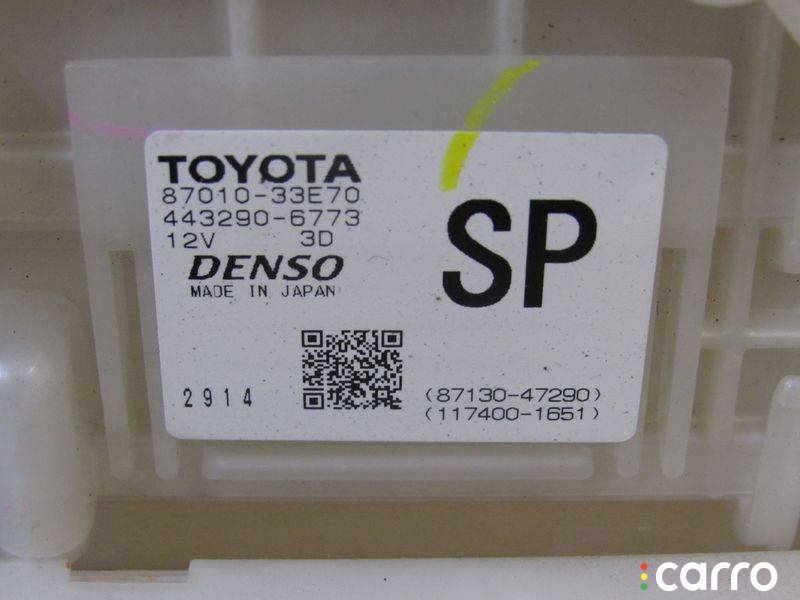 TOYOTA
87010-33E70
443290-6773
12V 3D
DENSO
MADE IN JAPAN
SP
2914
(87130-47290)
(117400-1651)
carro